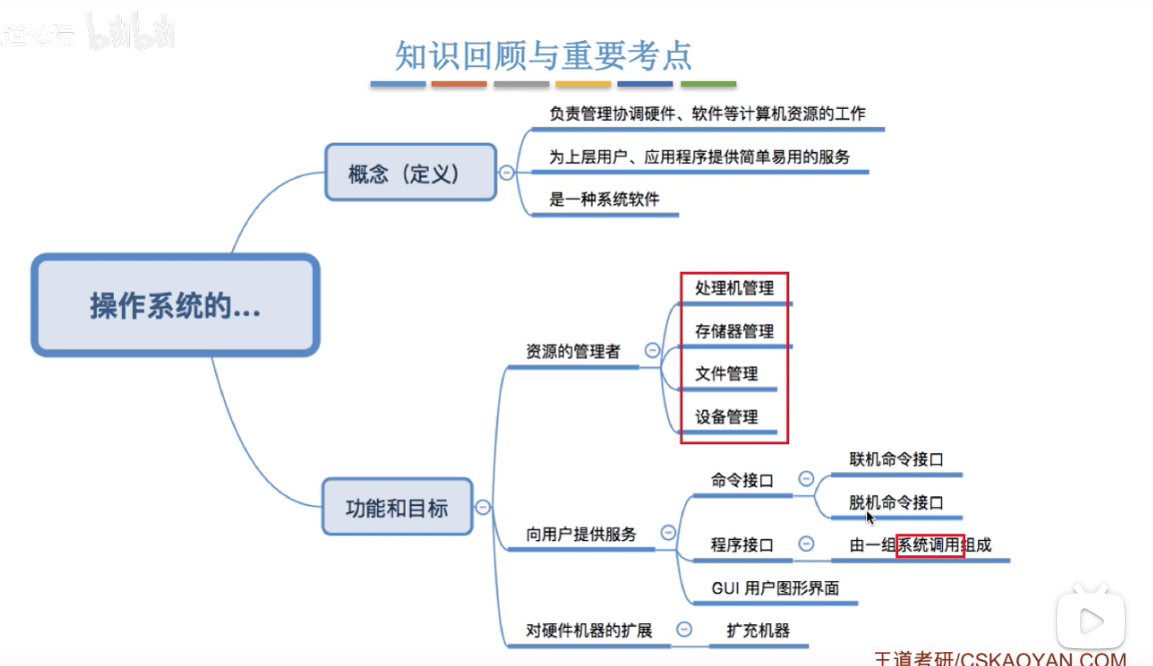 道论坛 bilibili
知识回顾与重要考点
负责管理协调硬件、软件等计算机资源的工作
概念（定义）
为上层用户、应用程序提供简单易用的服务
是一种系统软件
操作系统的...
处理机管理
存储器管理
资源的管理者
文件管理
设备管理
功能和目标
联机命令接口
命令接口
脱机命令接口
向用户提供服务
程序接口
由一组系统调用组成
GUI 用户图形界面
对硬件机器的扩展
扩充机器
王道考研/CSKAOYAN.COM